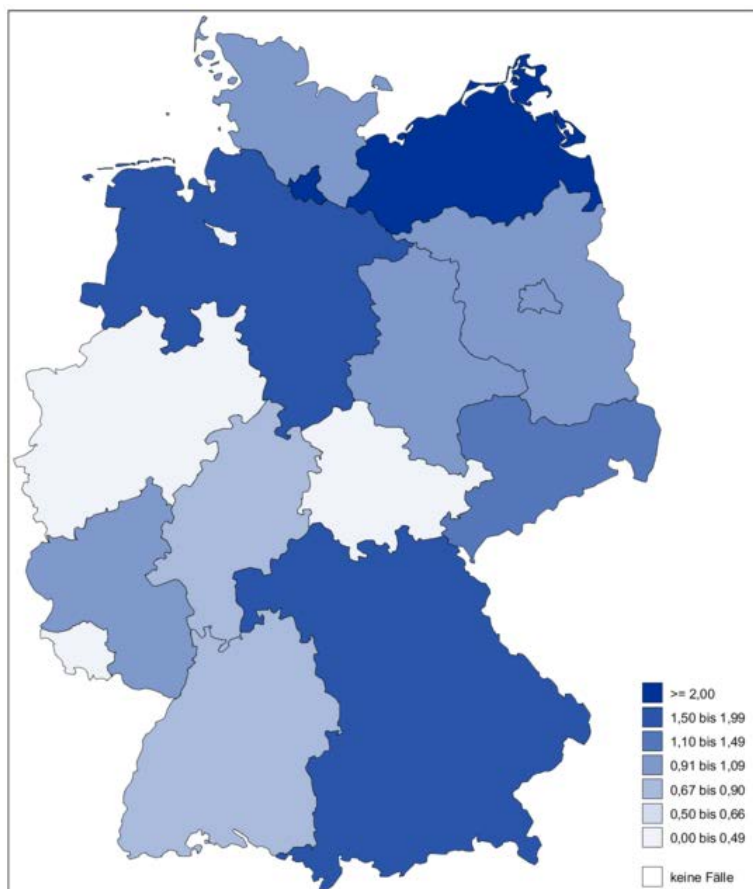 >= 2,00
1,50 bis 1,99
1,10 bis 1,49
0,91 bis 1,09
0,67 bis 0,90
0,50 bis 0,66
0,00 bis 0,49
keine Fälle